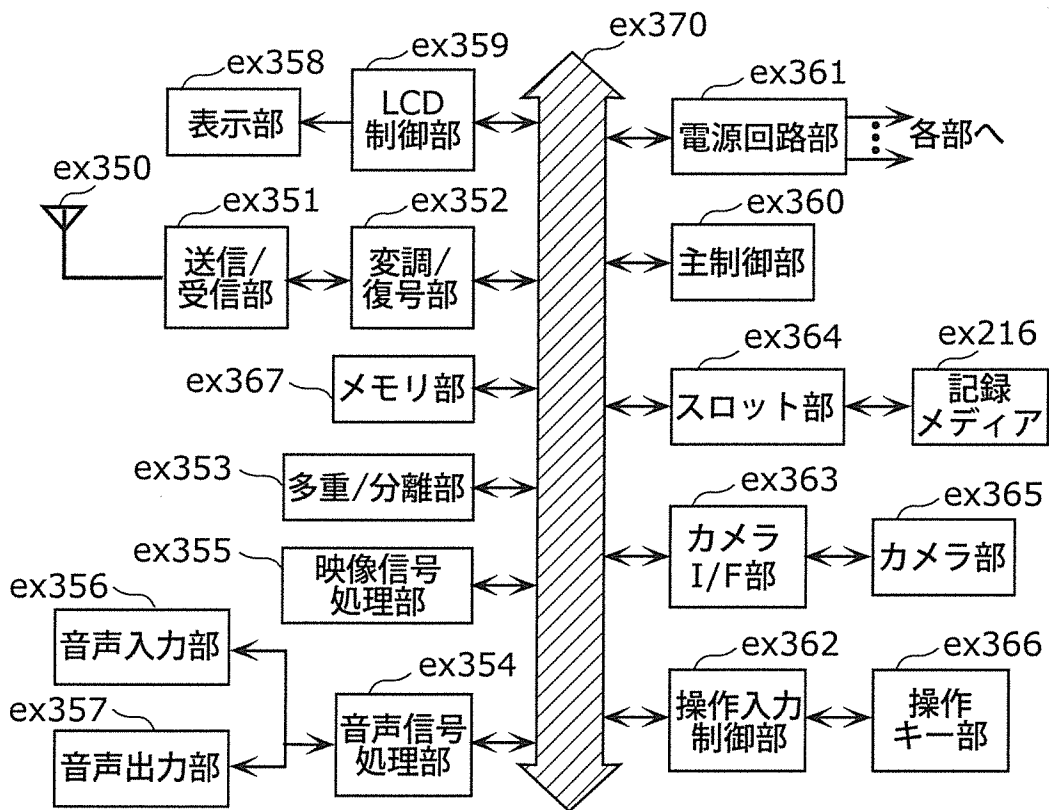 ex370
ex359
ex358
ex361
LCD
制御部
表示部
電源回路部
各部へ
ex350
ex351
ex352
ex360
送信/
受信部
変調/
復号部
主制御部
ex364
ex216
ex367
メモリ部
スロット部
記録
メディア
ex353
多重/分離部
ex363
ex365
カメラ
I/F部
カメラ部
ex355
映像信号
処理部
ex356
音声入力部
ex354
ex362
ex366
ex357
音声出力部
音声信号
処理部
操作入力
制御部
操作
キー部